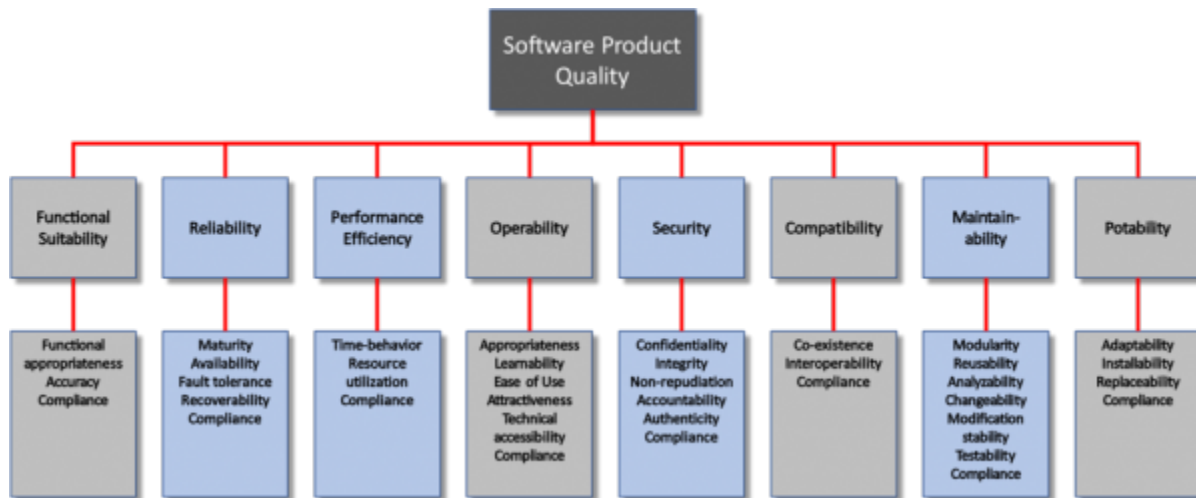 Software Product
Quality
Functional
Suitability
Reliability
Performance
Efficiency
Operability
Security
Compatibility
Maintain-
ability
Potability
Functional
appropriateness
Accuracy
Compliance
Maturity
Availability
Fault tolerance
Recoverability
Compliance
Time-behavior
Resource
utilization
Compliance
Appropriateness
Learnability
Ease of Use
Attractiveness
Technical
accessibility
Compliance
Confidentiality
Integrity
Non-repudiation
Accountability
Authenticity
Compliance
Co-existence
Interoperability
Compliance
Modularity
Reusability
Analyzability
Changeability
Modification
stability
Testability
Compliance
Adaptability
Installability
Replaceability
Compliance